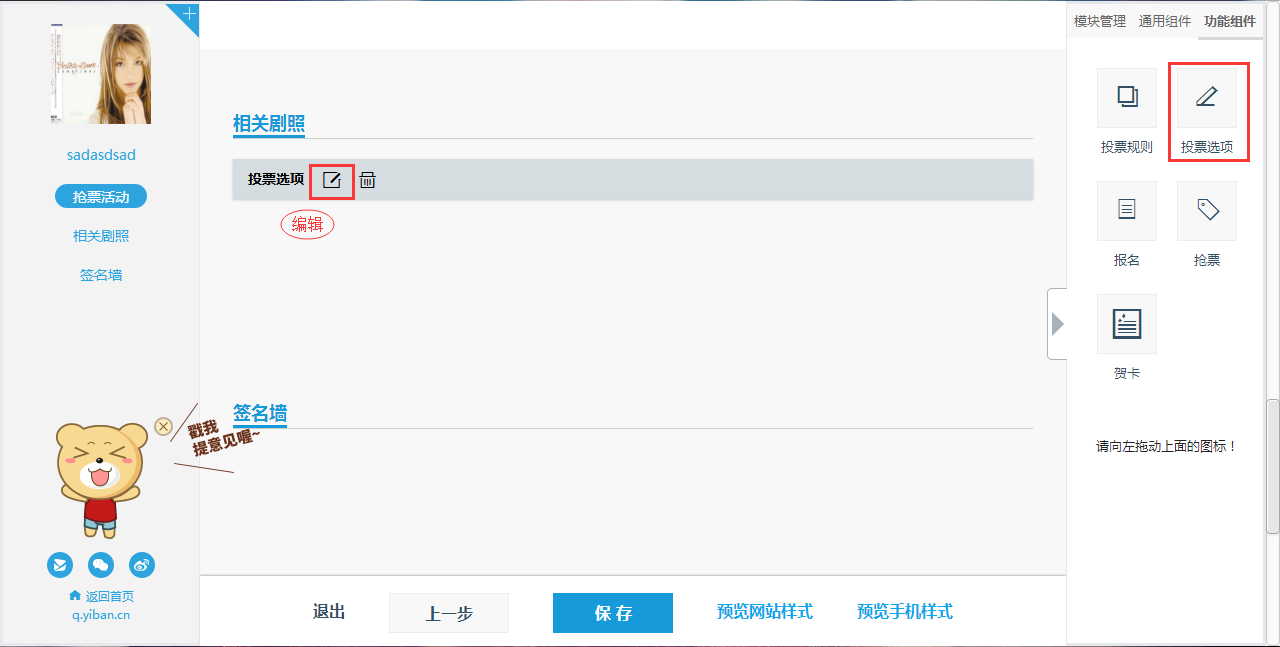 sadasdsad
抢票活动
相关剧照
签名墙
戳我
提意见喔~
返回首页
q.yiban.cn
相关剧照
投票选项
编辑
签名墙
退出
上一步
保存
预览网站样式
预览手机样式
模块管理 通用组件 功能组件
投票规则 投票选项
报名 抢票
贺卡
请向左拖动上面的图标！